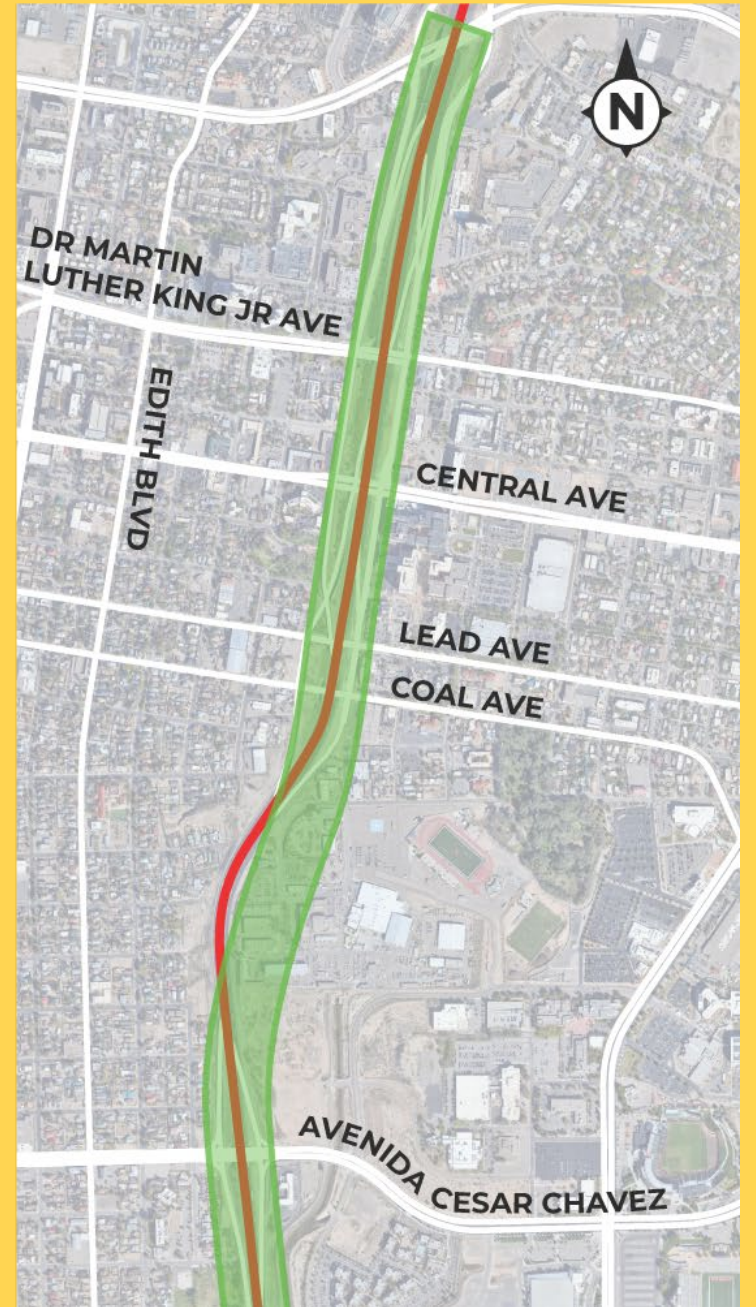 N
DR MARTIN
LUTHER KING JR AVE
EDITH BLVD
CENTRAL AVE
LEAD AVE
COAL AVE
AVENIDA CESAR CHAVEZ